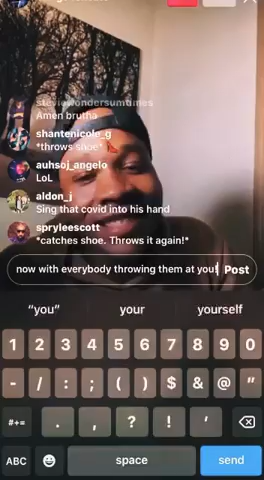 steviewondersumtimes
Amen brutha
shantenicole_g
*throws shoe*
auhsoj_angelo
LoL
aldon_j
Sing that covid into his hand
spryleescott
*catches shoe. Throws it again!*
now with everybody throwing them at you! Post
“you” your yourself
1 2 3 4 5 6 7 8 9 0
- / : ; ( ) $ & @ "
#+= . , ? ! ‘
ABC space send